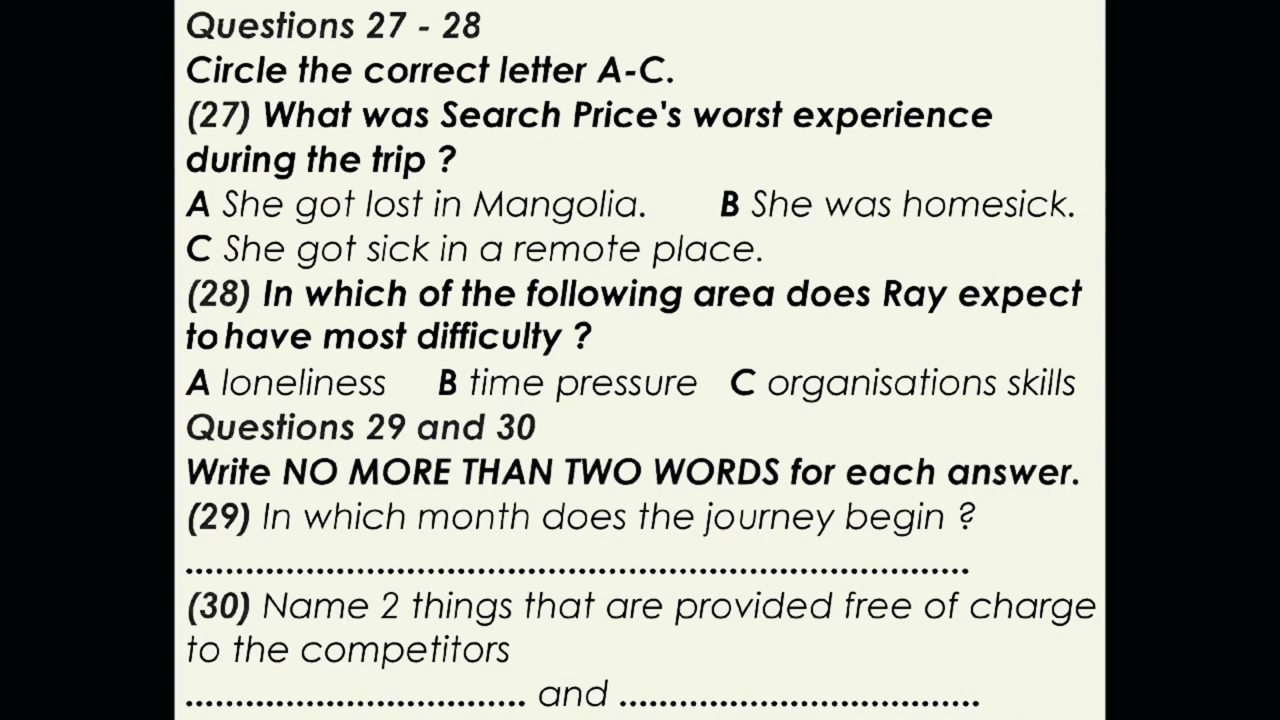 Questions 27 - 28
Circle the correct letter A-C.
(27) What was Search Price's worst experience
during the trip ?
A She got lost in Mangolia. B She was homesick.
C She got sick in a remote place.
(28) In which of the following area does Ray expect
to have most difficulty ?
A loneliness B time pressure C organisations skills
Questions 29 and 30
Write NO MORE THAN TWO WORDS for each answer.
(29) In which month does the journey begin ?
..............................................................................
(30) Name 2 things that are provided free of charge
to the competitors
.................................. and ....................................